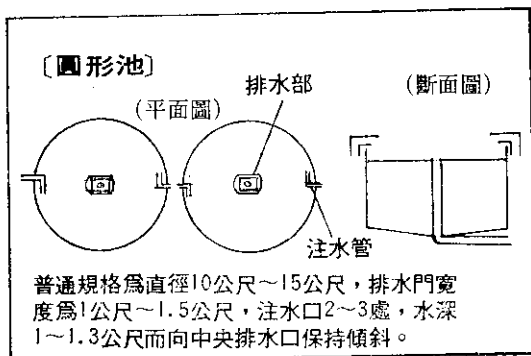 〔圓形池〕
排水部
(斷面圖)
(平面圖)
注水管
普通規格爲直徑10公尺~15公尺，排水門寬
度爲1公尺~1.5公尺，注水口2~3處，水深
1~1.3公尺而向中央排水口保持傾斜。